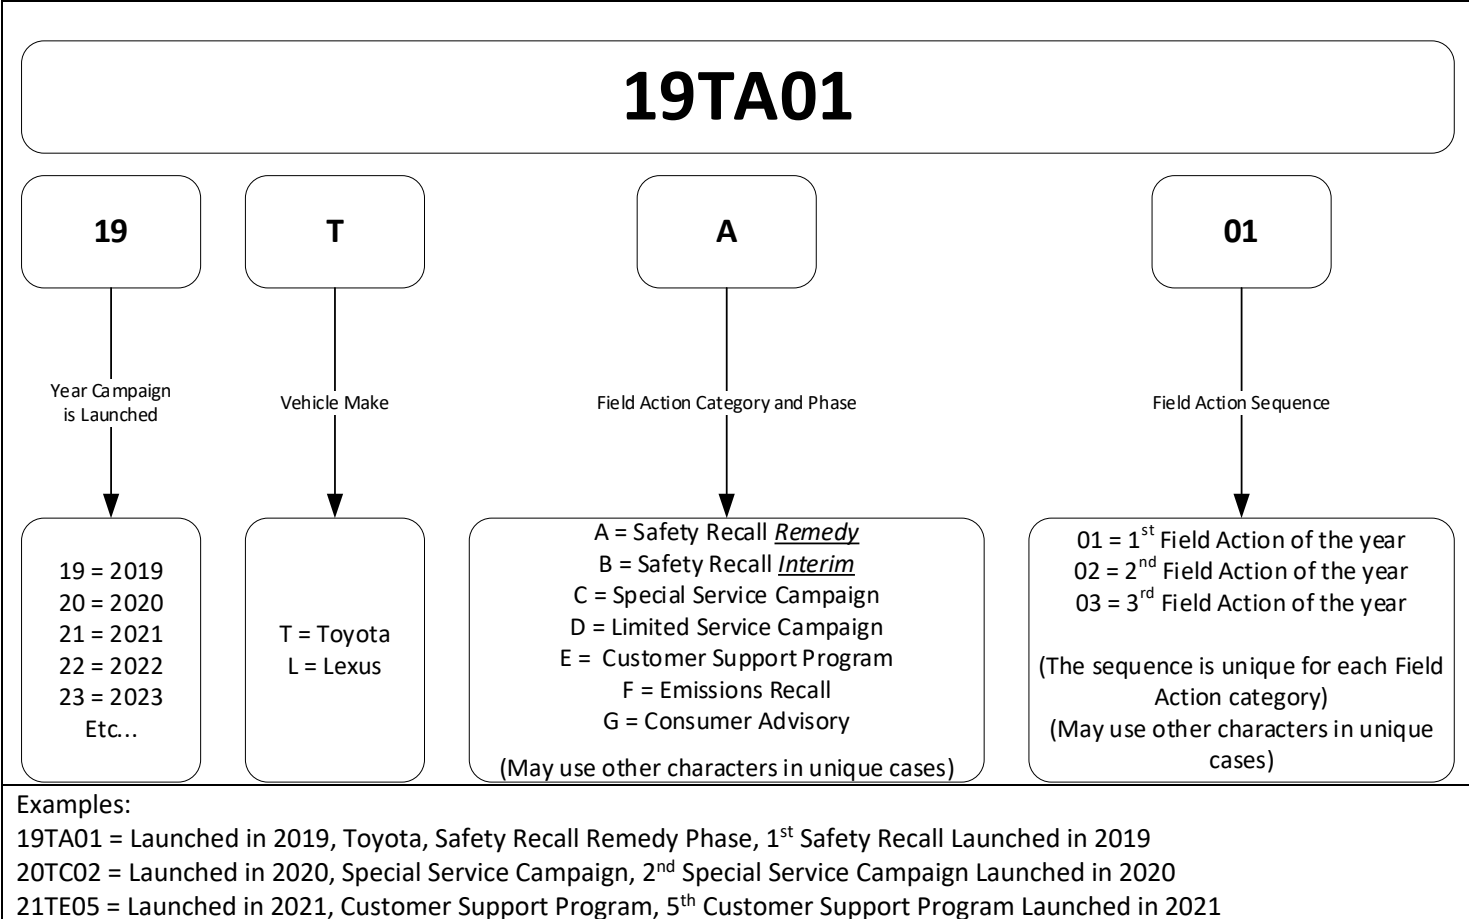 19TA01
19
T
A
01
Year Campaign
is Launched
Vehicle Make
Field Action Category and Phase
Field Action Sequence
19 = 2019
20 = 2020
21 = 2021
22 = 2022
23 = 2023
Etc...
T = Toyota
L = Lexus
A = Safety Recall Remedy
B = Safety Recall Interim
C = Special Service Campaign
D = Limited Service Campaign
E =  Customer Support Program
F = Emissions Recall
G = Consumer Advisory
(May use other characters in unique cases)
01 = 1st Field Action of the year
02 = 2nd Field Action of the year
03 = 3rd Field Action of the year
(The sequence is unique for each Field
Action category)
(May use other characters in unique
cases)
Examples:
19TA01 = Launched in 2019, Toyota, Safety Recall Remedy Phase, 1st Safety Recall Launched in 2019
20TC02 = Launched in 2020, Special Service Campaign, 2nd Special Service Campaign Launched in 2020
21TE05 = Launched in 2021, Customer Support Program, 5th Customer Support Program Launched in 2021